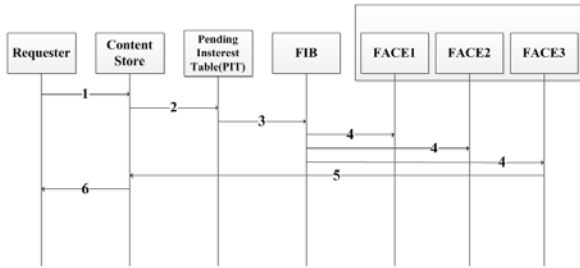 Requester
Content
Store
Pending
Insterest
Table(PIT)
FIB
FACE1
FACE2
FACE3
1
2
3
4
4
4
5
6